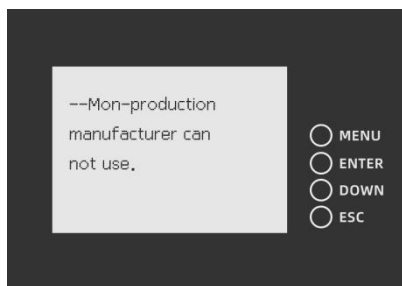 --Mon-production
manufacturer can
not use.
MENU
ENTER
DOWN
ESC